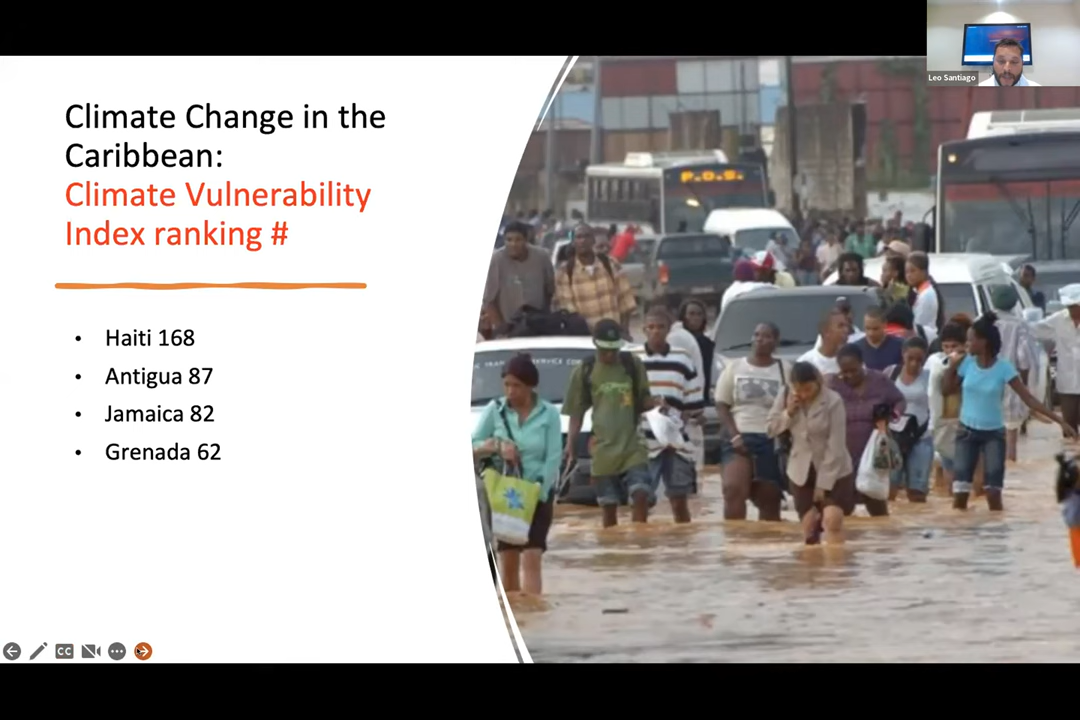 Leo Santiago
Climate Change in the
Caribbean:
Climate Vulnerability
Index ranking #
• Haiti 168
• Antigua 87
• Jamaica 82
• Grenada 62
P.O.S.
CC